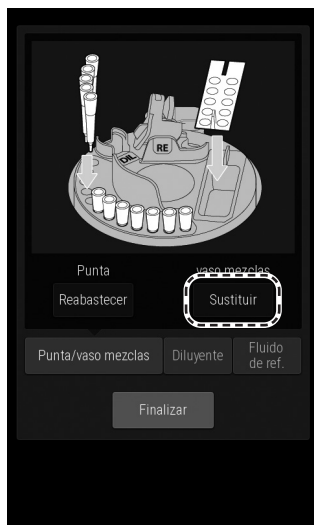 DIL
RE
Punta
vaso mezclas
Reabastecer
Sustituir
Punta/vaso mezclas
Diluyente
Fluido
de ref.
Finalizar